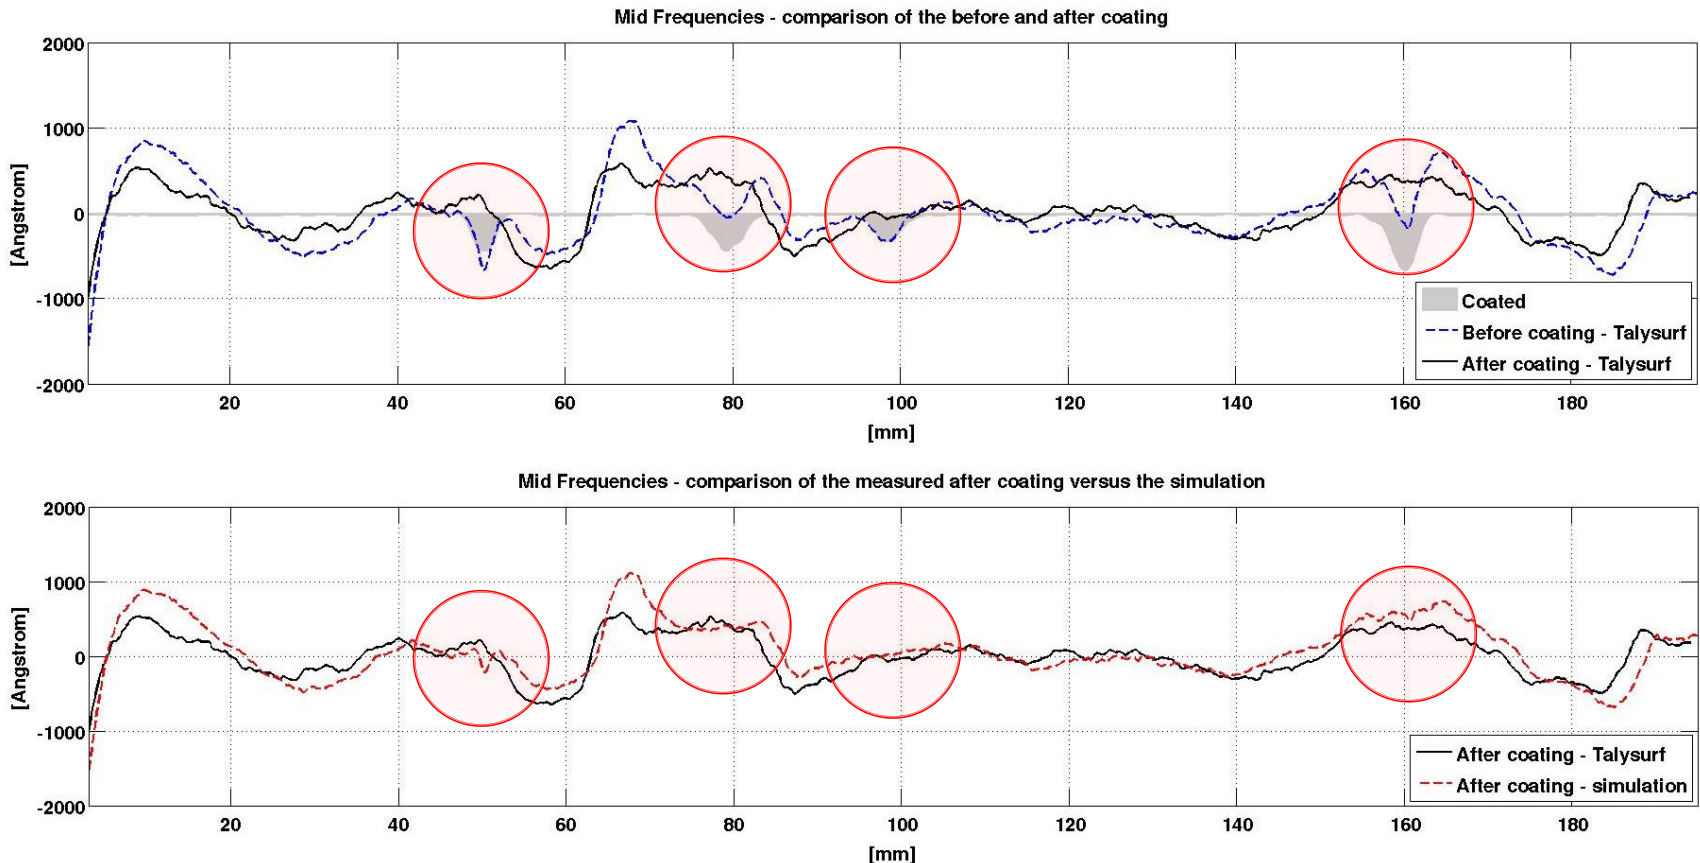 Mid Frequencies - comparison of the before and after coating
2000
1000
0
-1000
-2000
[Angstrom]
Coated
Before coating - Talysurf
After coating - Talysurf
20 40 60 80 100 120 140 160 180
[mm]
Mid Frequencies - comparison of the measured after coating versus the simulation
2000
1000
0
-1000
-2000
[Angstrom]
After coating - Talysurf
After coating - simulation
20 40 60 80 100 120 140 160 180
[mm]